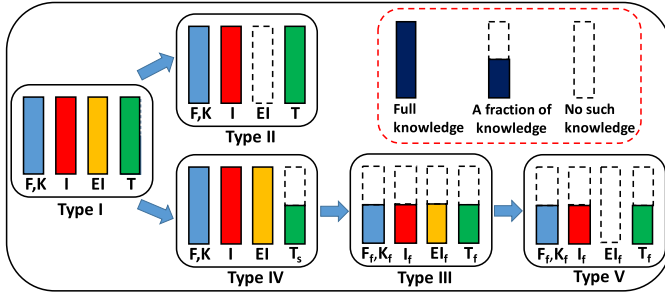 F,K I EI T
Type I
F,K I EI T
Type II
Full knowledge
A fraction of knowledge
No such knowledge
F,K I EI Ts
Type IV
Ff,Kf If EIf Tf
Type III
Ff,Kf If EIf Tf
Type V